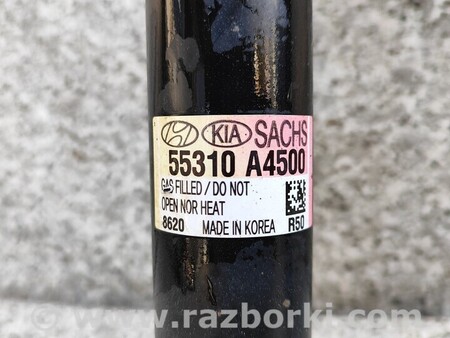 KIA SACHS
55310 A4500
GAS FILLED / DO NOT
OPEN NOR HEAT
8620 MADE IN KOREA R50
www.razborki.com